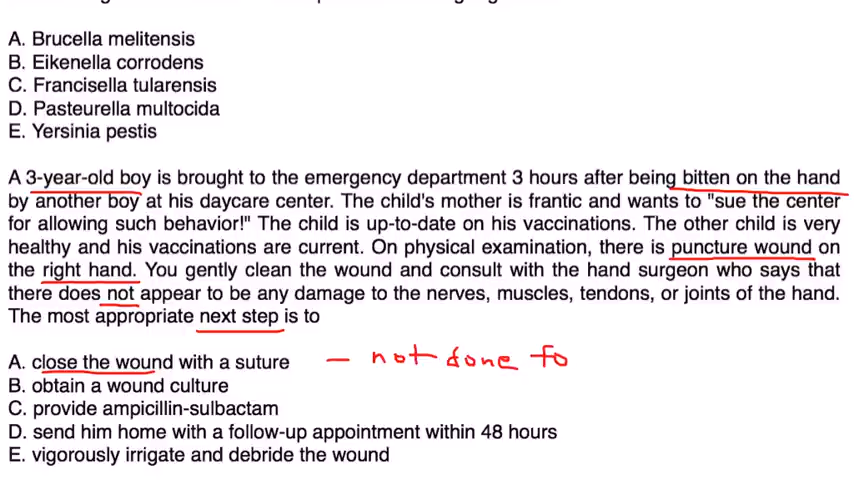 A. Brucella melitensis
B. Eikenella corrodens
C. Francisella tularensis
D. Pasteurella multocida
E. Yersinia pestis
A 3-year-old boy is brought to the emergency department 3 hours after being bitten on the hand
by another boy at his daycare center. The child's mother is frantic and wants to "sue the center
for allowing such behavior!" The child is up-to-date on his vaccinations. The other child is very
healthy and his vaccinations are current. On physical examination, there is puncture wound on
the right hand. You gently clean the wound and consult with the hand surgeon who says that
there does not appear to be any damage to the nerves, muscles, tendons, or joints of the hand.
The most appropriate next step is to
A. close the wound with a suture – not done fo
B. obtain a wound culture
C. provide ampicillin-sulbactam
D. send him home with a follow-up appointment within 48 hours
E. vigorously irrigate and debride the wound